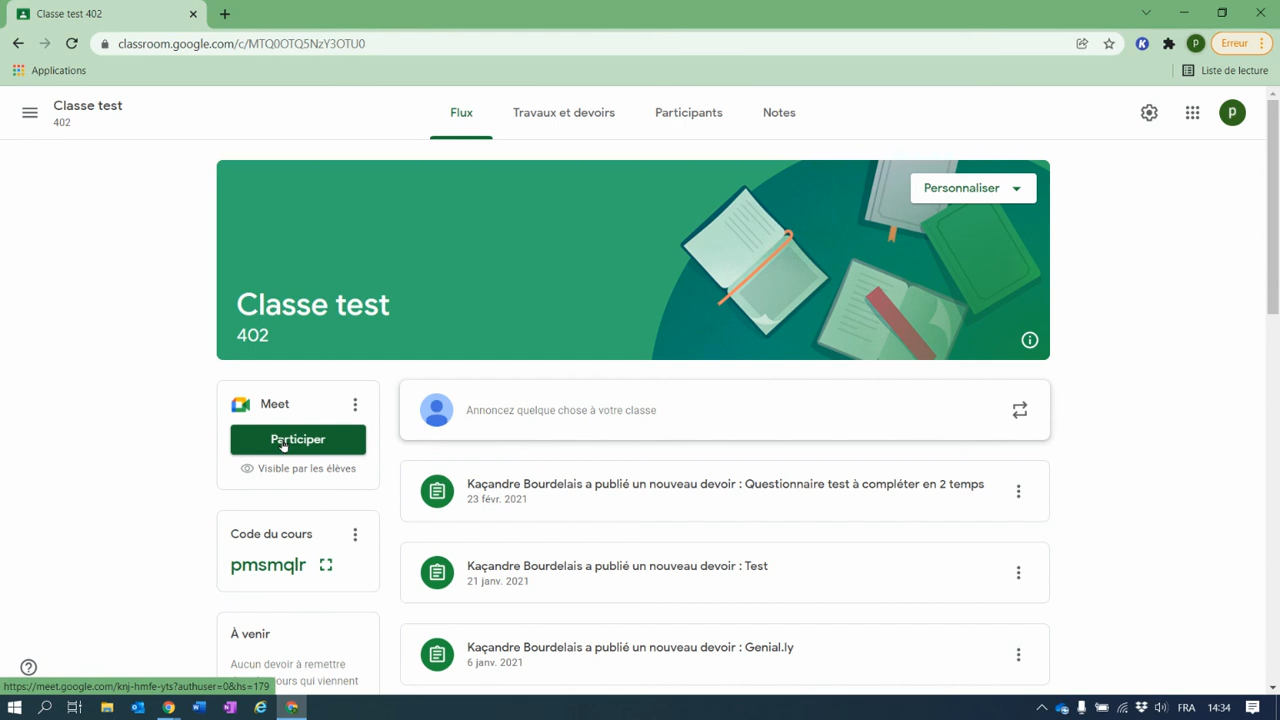 Classe test 402
classroom.google.com/c/MTQ0OTQ5NzY3OTU0
P
Erreur
Applications
Liste de lecture
Classe test
402
Flux
Travaux et devoirs
Participants
Notes
P
Personnaliser
Classe test
402
Meet
Participer
Visible par les élèves
Annoncez quelque chose à votre classe
Kaçandre Bourdelais a publié un nouveau devoir : Questionnaire test à compléter en 2 temps
23 févr. 2021
Code du cours
pmsmqlr
Kaçandre Bourdelais a publié un nouveau devoir : Test
21 janv. 2021
À venir
Aucun devoir à remettre
ours qui viennent
Kaçandre Bourdelais a publié un nouveau devoir : Genial.ly
6 janv. 2021
https://meet.google.com/knj-hmfe-yts?authuser=0&hs=179
FRA
14:34